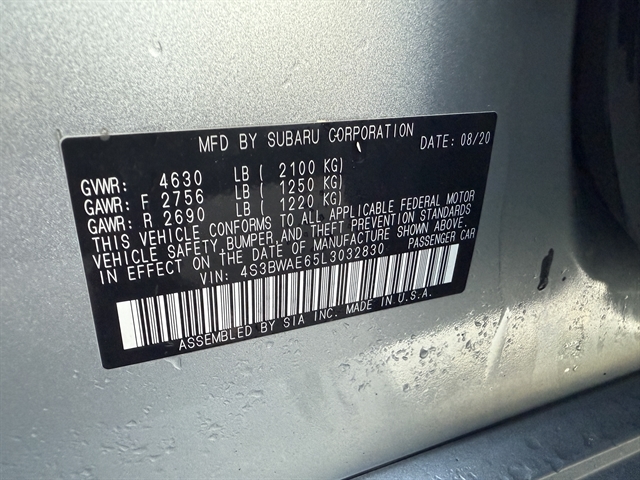 MFD BY SUBARU CORPORATION DATE: 08/20
GVWR: 4630 LB ( 2100 KG)
GAWR: F 2756 LB ( 1250 KG)
GAWR: R 2690 LB ( 1220 KG)
THIS VEHICLE CONFORMS TO ALL APPLICABLE FEDERAL MOTOR
VEHICLE SAFETY, BUMPER, AND THEFT PREVENTION STANDARDS
IN EFFECT ON THE DATE OF MANUFACTURE SHOWN ABOVE.
VIN: 4S3BWAE65L3032830 PASSENGER CAR
ASSEMBLED BY SIA INC. MADE IN U.S.A.